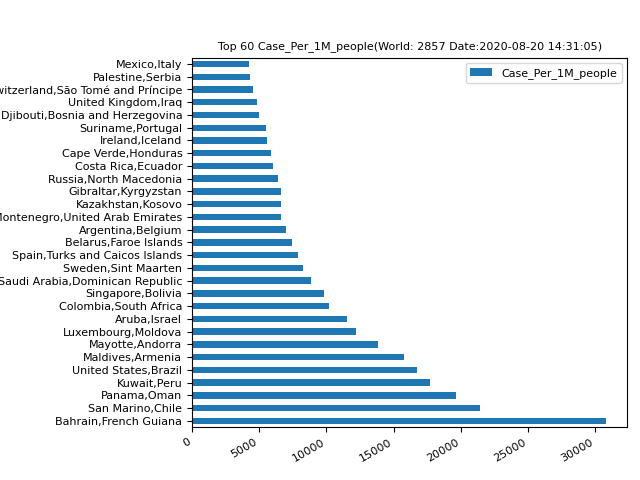 Top 60 Case_Per_1M_people(World: 2857 Date:2020-08-20 14:31:05)
Case_Per_1M_people
Mexico,Italy
Palestine,Serbia
witzerland,São Tomé and Príncipe
United Kingdom,Iraq
Djibouti,Bosnia and Herzegovina
Suriname,Portugal
Ireland,Iceland
Cape Verde,Honduras
Costa Rica,Ecuador
Russia,North Macedonia
Gibraltar,Kyrgyzstan
Kazakhstan,Kosovo
Montenegro,United Arab Emirates
Argentina,Belgium
Belarus,Faroe Islands
Spain,Turks and Caicos Islands
Sweden,Sint Maarten
Saudi Arabia,Dominican Republic
Singapore,Bolivia
Colombia,South Africa
Aruba,Israel
Luxembourg,Moldova
Mayotte,Andorra
Maldives,Armenia
United States,Brazil
Kuwait,Peru
Panama,Oman
San Marino,Chile
Bahrain,French Guiana
0
5000
10000
15000
20000
25000
30000